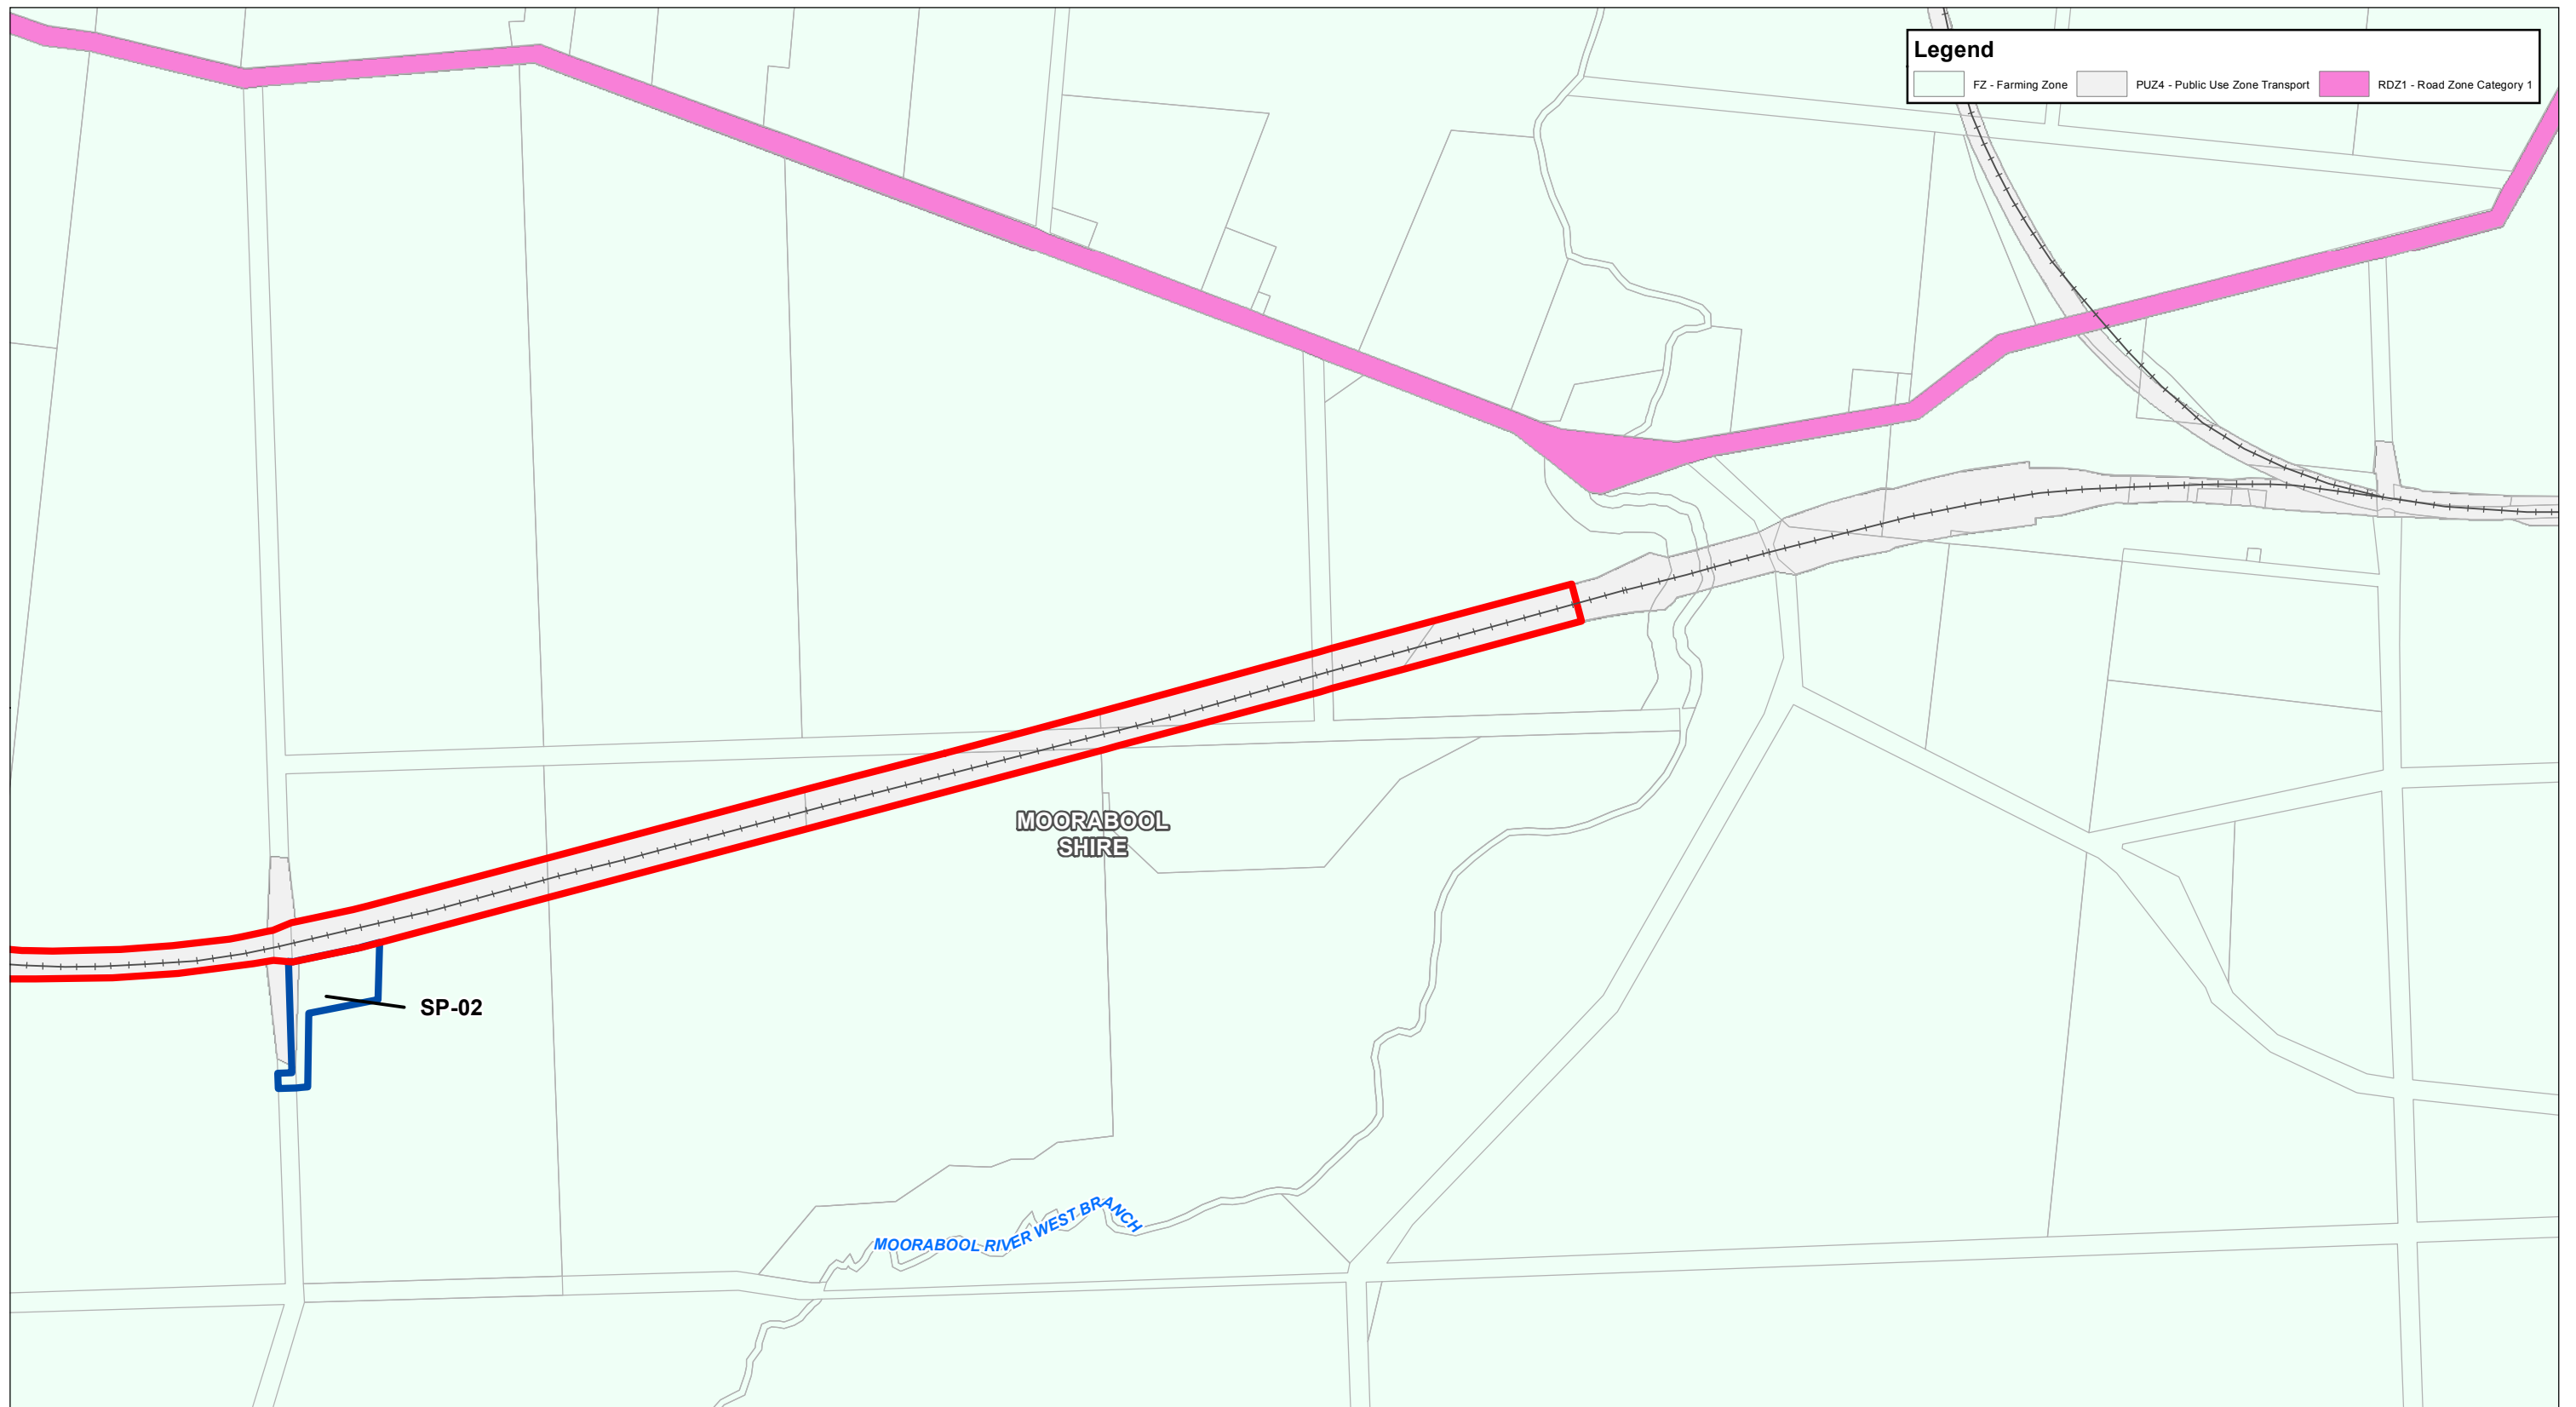 Legend
FZ - Farming Zone
PUZ4 - Public Use Zone Transport
RDZ1 - Road Zone Category 1
MOORABOOL
SHIRE
SP-02
MOORABOOL RIVER WEST BRANCH